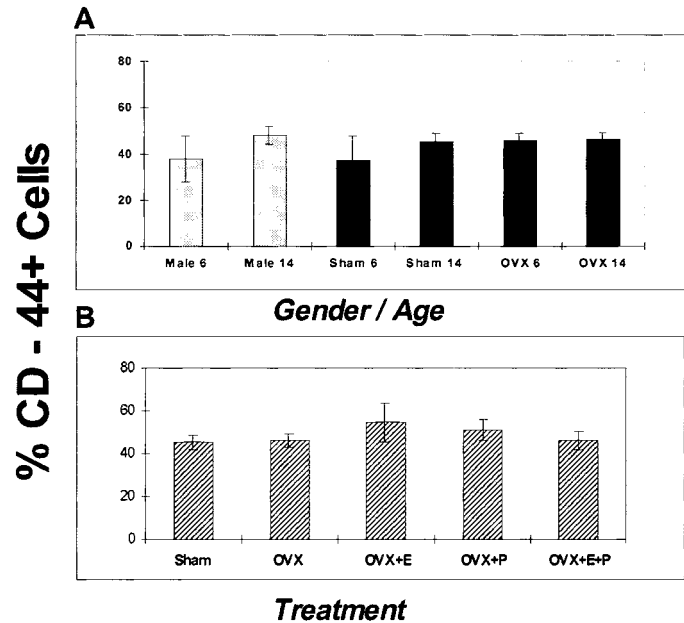 A
% CD - 44+ Cells
80
60
40
20
0
Male 6 Male 14 Sham 6 Sham 14 OVX 6 OVX 14
Gender / Age
B
80
60
40
20
0
Sham OVX OVX+E OVX+P OVX+E+P
Treatment